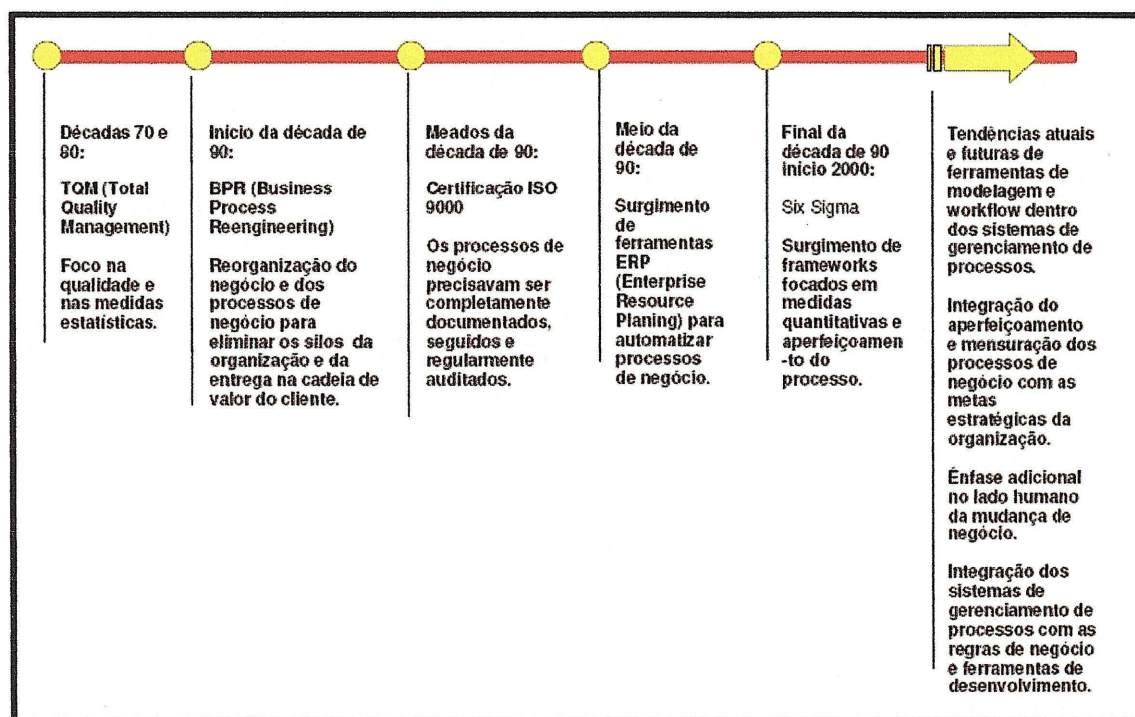 Décadas 70 e
80:
TQM (Total
Quality
Management)
Foco na
qualidade e
nas medidas
estatísticas.
Início da década de
90:
BPR (Business
Process
Reengineering)
Reorganização do
negócio e dos
processos de
negócio para
eliminar os silos da
organização e da
entrega na cadeia de
valor do cliente.
Meados da
década de 90:
Certificação ISO
9000
Os processos de
negócio
precisavam ser
completamente
documentados,
seguidos e
regularmente
auditados.
Meio da
década de
90:
Surgimento
de
ferramentas
ERP
(Enterprise
Resource
Planing) para
automatizar
processos
de negócio.
Final da
década de 90
início 2000:
Six Sigma
Surgimento de
frameworks
focados em
medidas
quantitativas e
aperfeiçoamen
-to do
processo.
Tendências atuais
e futuras de
ferramentas de
modelagem e
workflow dentro
dos sistemas de
gerenciamento de
processos.
Integração do
aperfeiçoamento
e mensuração dos
processos de
negócio com as
metas
estratégicas da
organização.
Ênfase adicional
no lado humano
da mudança de
negócio.
Integração dos
sistemas de
gerenciamento de
processos com as
regras de negócio
e ferramentas de
desenvolvimento.